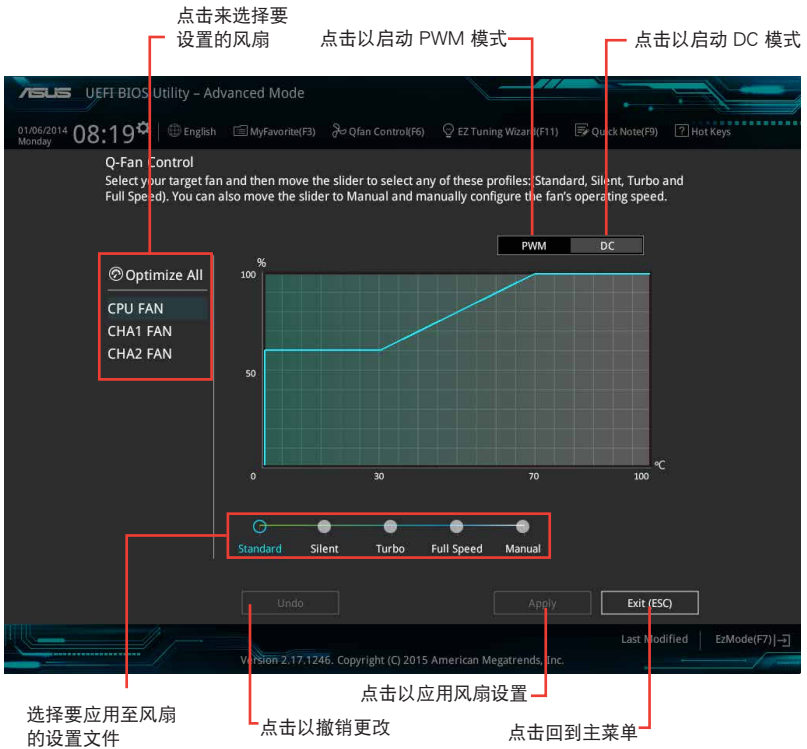 点击来选择要
设置的风扇
点击以启动 PWM 模式
点击以启动 DC 模式
ASUS UEFI BIOS Utility – Advanced Mode
01/06/2014
Monday
08:19
English
MyFavorite(F3)
Qfan Control(F6)
EZ Tuning Wizard(F11)
Quick Note(F9)
? Hot Keys
Q-Fan Control
Select your target fan and then move the slider to select any of these profiles:(Standard, Silent, Turbo and
Full Speed). You can also move the slider to Manual and manually configure the fan's operating speed.
PWM
DC
Optimize All
CPU FAN
CHA1 FAN
CHA2 FAN
%
100
50
0
30
70
100
°C
Standard
Silent
Turbo
Full Speed
Manual
Undo
Apply
Exit (ESC)
Last Modified
EzMode(F7)
Version 2.17.1246. Copyright (C) 2015 American Megatrends, Inc.
选择要应用至风扇
的设置文件
点击以撤销更改
点击以应用风扇设置
点击回到主菜单